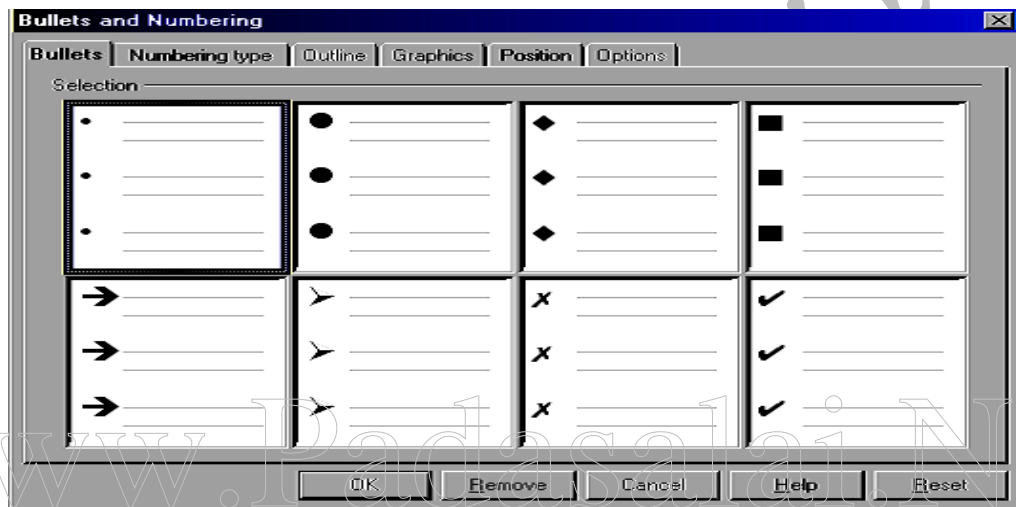 Bullets and Numbering
Bullets Numbering type Outline Graphics Position Options
Selection
OK Remove Cancel Help Reset
www.Padasalai.N